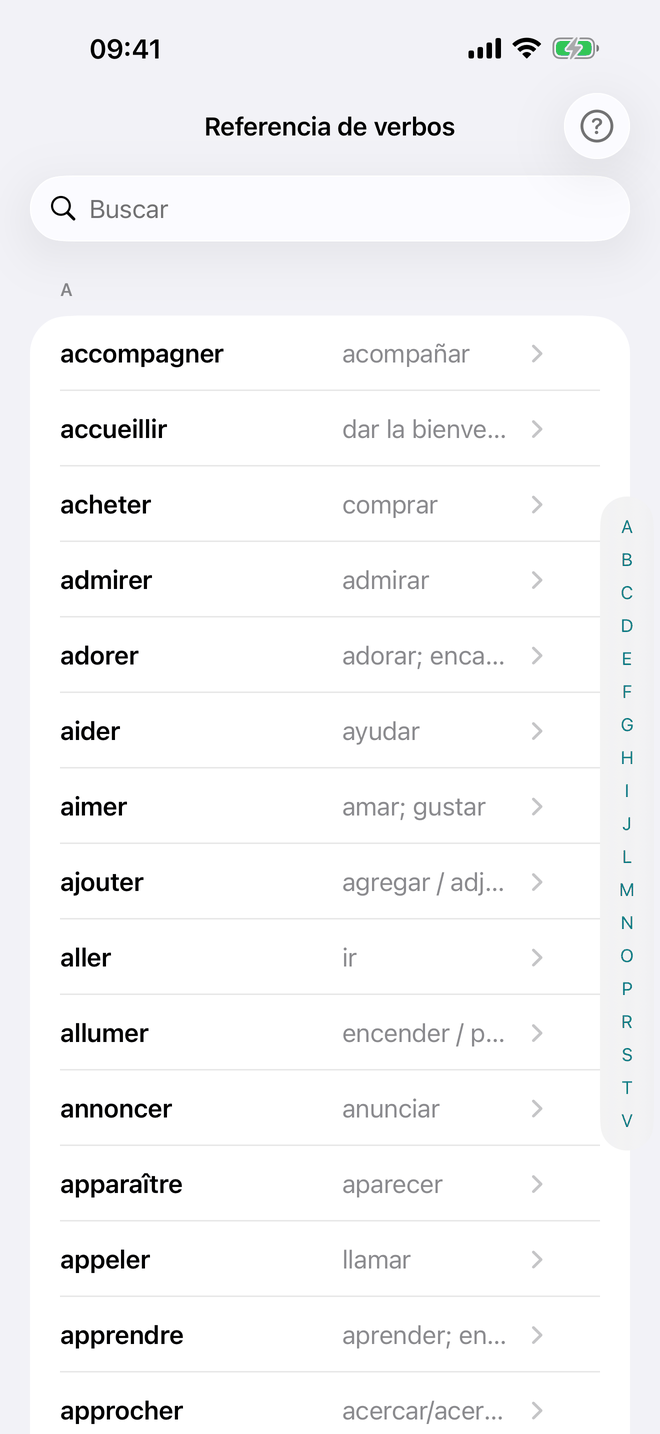 09:41
Referencia de verbos
?
Buscar
A
accompagner acompañar
accueillir dar la bienve...
acheter comprar
admirer admirar
adorer adorar; enca...
aider ayudar
aimer amar; gustar
ajouter agregar / adj...
aller ir
allumer encender / p...
annoncer anunciar
apparaître aparecer
appeler llamar
apprendre aprender; en...
approcher acercar/acer...
A
B
C
D
E
F
G
H
I
J
L
M
N
O
P
R
S
T
V